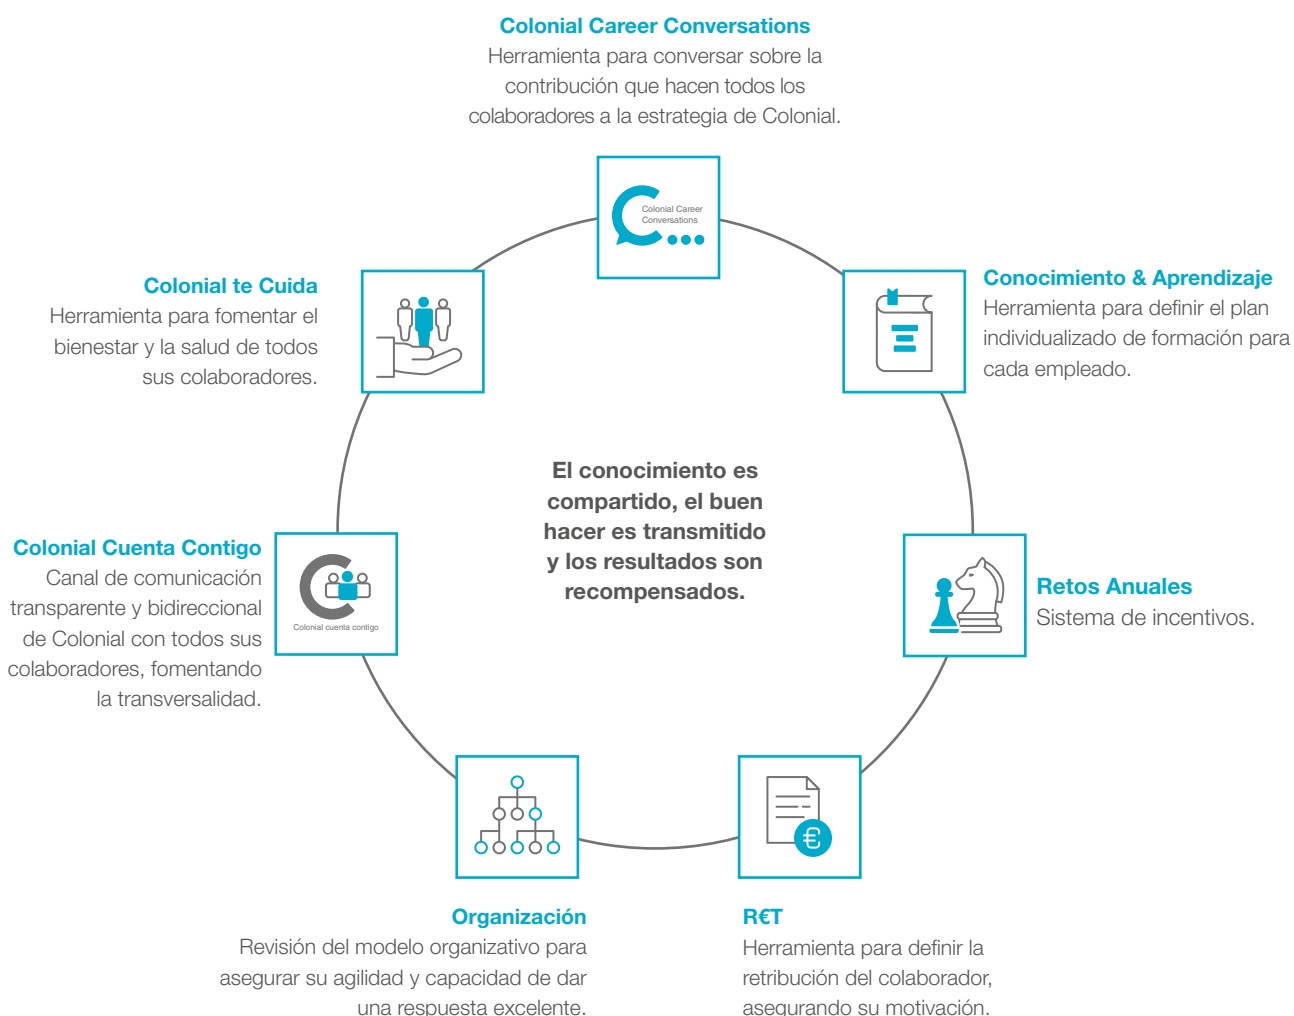 Colonial Career Conversations
Herramienta para conversar sobre la
contribución que hacen todos los
colaboradores a la estrategia de Colonial.
Colonial Career
Conversations
Colonial te Cuida
Herramienta para fomentar el
bienestar y la salud de todos
sus colaboradores.
Conocimiento & Aprendizaje
Herramienta para definir el plan
individualizado de formación para
cada empleado.
El conocimiento es
compartido, el buen
hacer es transmitido
y los resultados son
recompensados.
Colonial Cuenta Contigo
Canal de comunicación
transparente y bidireccional
de Colonial con todos sus
colaboradores, fomentando
la transversalidad.
Colonial cuenta contigo
Retos Anuales
Sistema de incentivos.
€
Organización
Revisión del modelo organizativo para
asegurar su agilidad y capacidad de dar
una respuesta excelente.
R€T
Herramienta para definir la
retribución del colaborador,
asegurando su motivación.